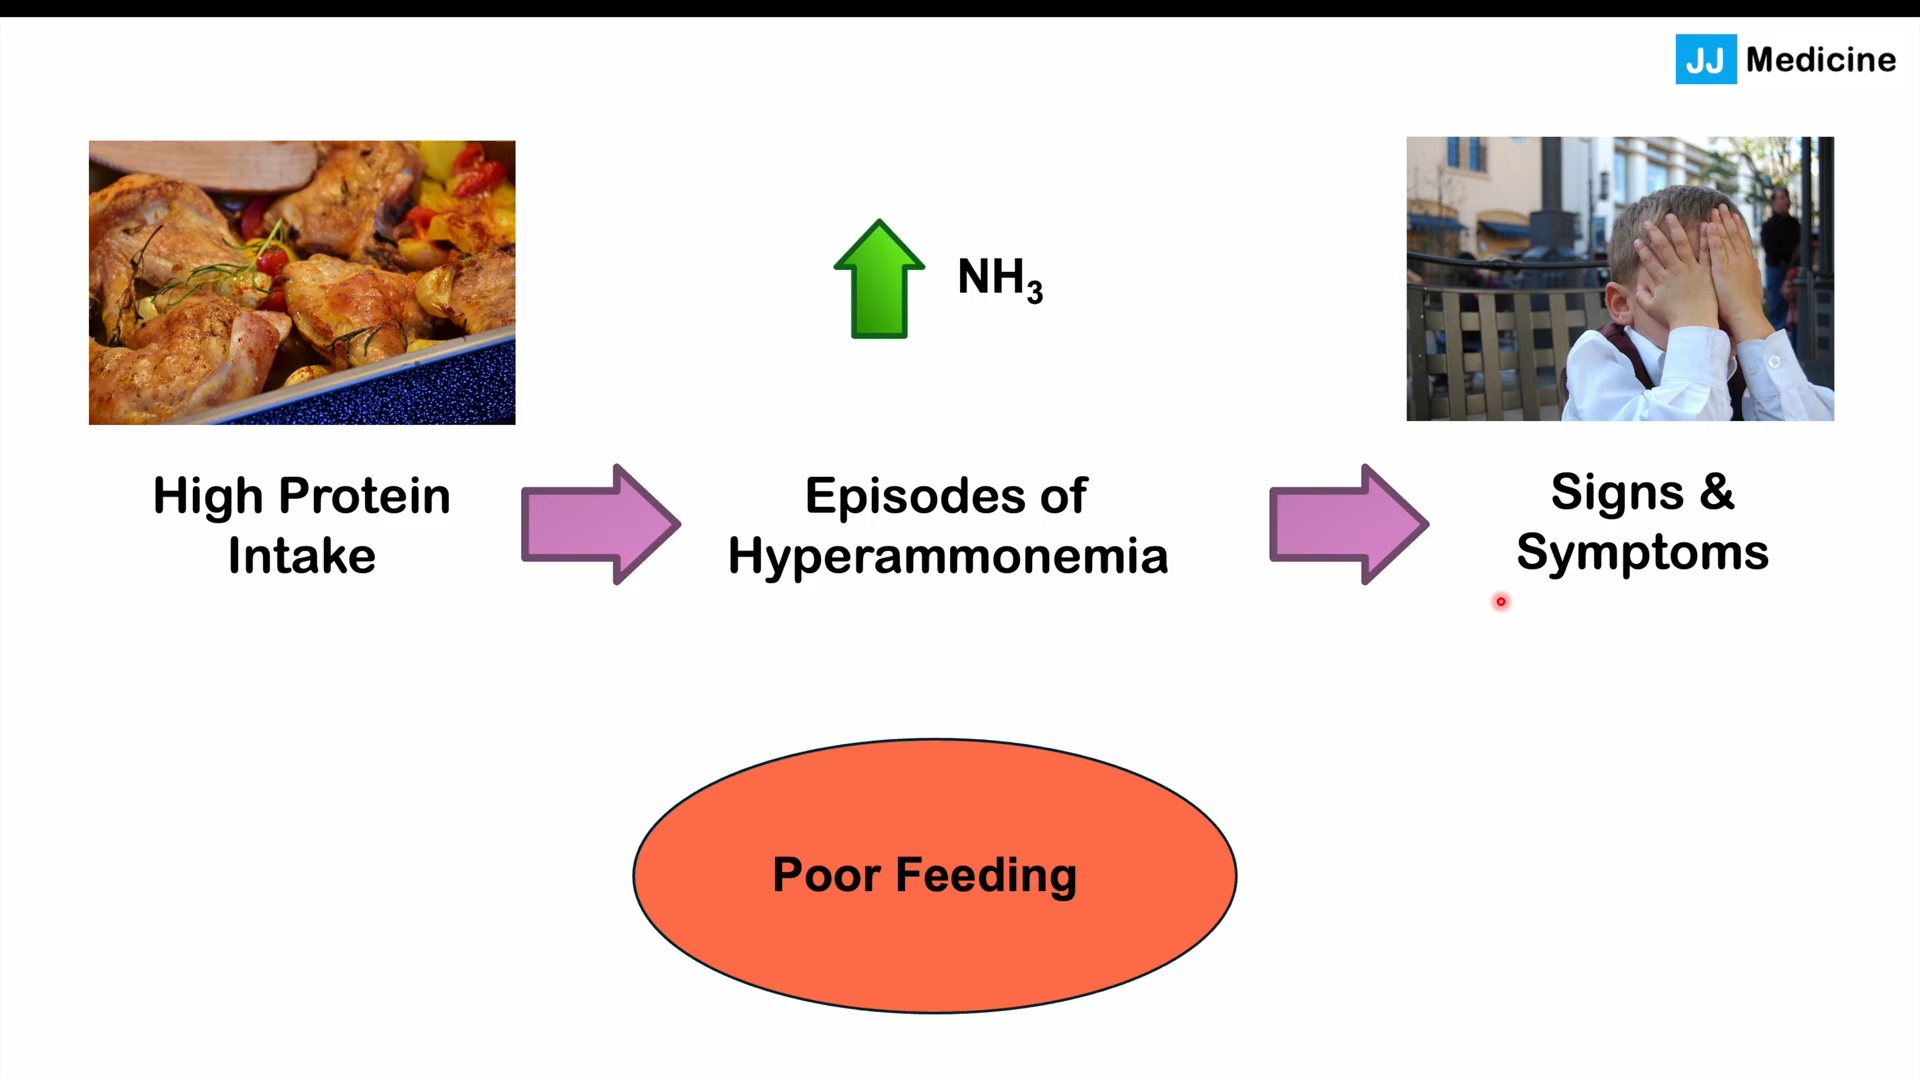 JJ Medicine
NH₃
High Protein
Intake
Episodes of
Hyperammonemia
Signs &
Symptoms
Poor Feeding